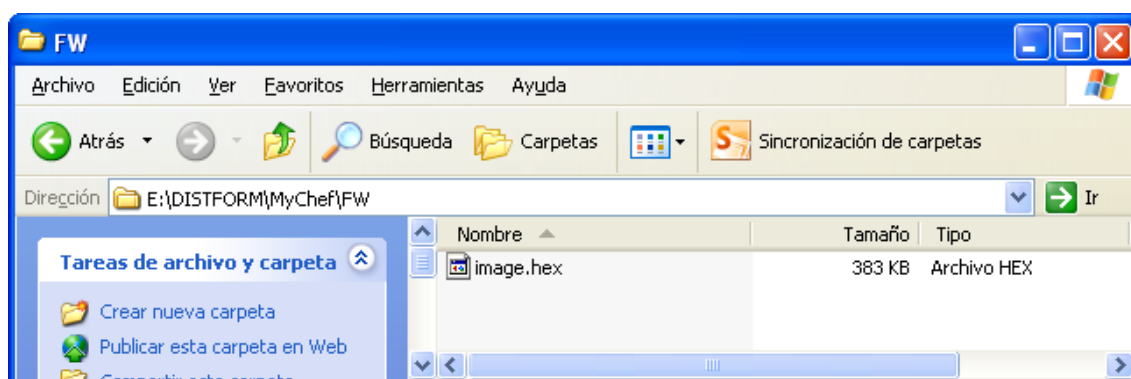 FW
Archivo Edición Ver Favoritos Herramientas Ayuda
Atrás Búsqueda Carpetas Sincronización de carpetas
Dirección E:\DISTFORM\MyChef\FW Ir
Nombre Tamaño Tipo
Tareas de archivo y carpeta
image.hex 383 KB Archivo HEX
Crear nueva carpeta
Publicar esta carpeta en Web